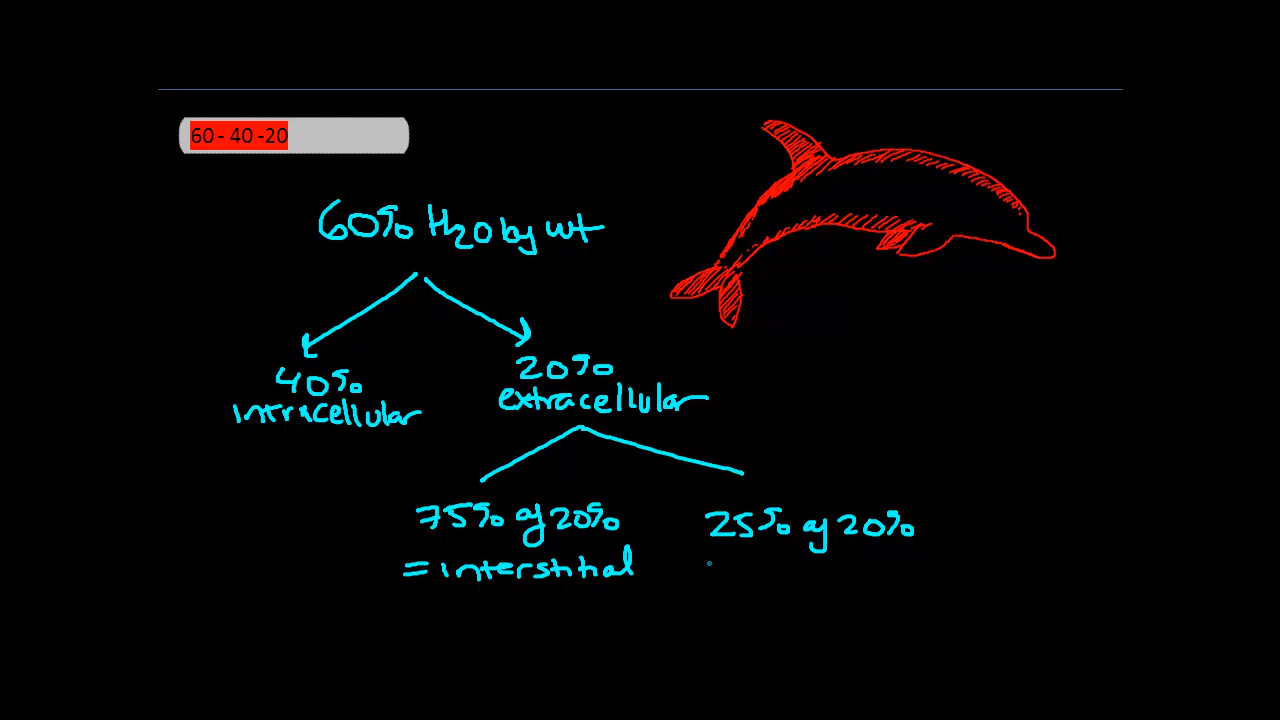 60 - 40 -20
60% H2O by wt
40%
intracellular
20%
extracellular
75% of 20%
= interstitial
25% of 20%